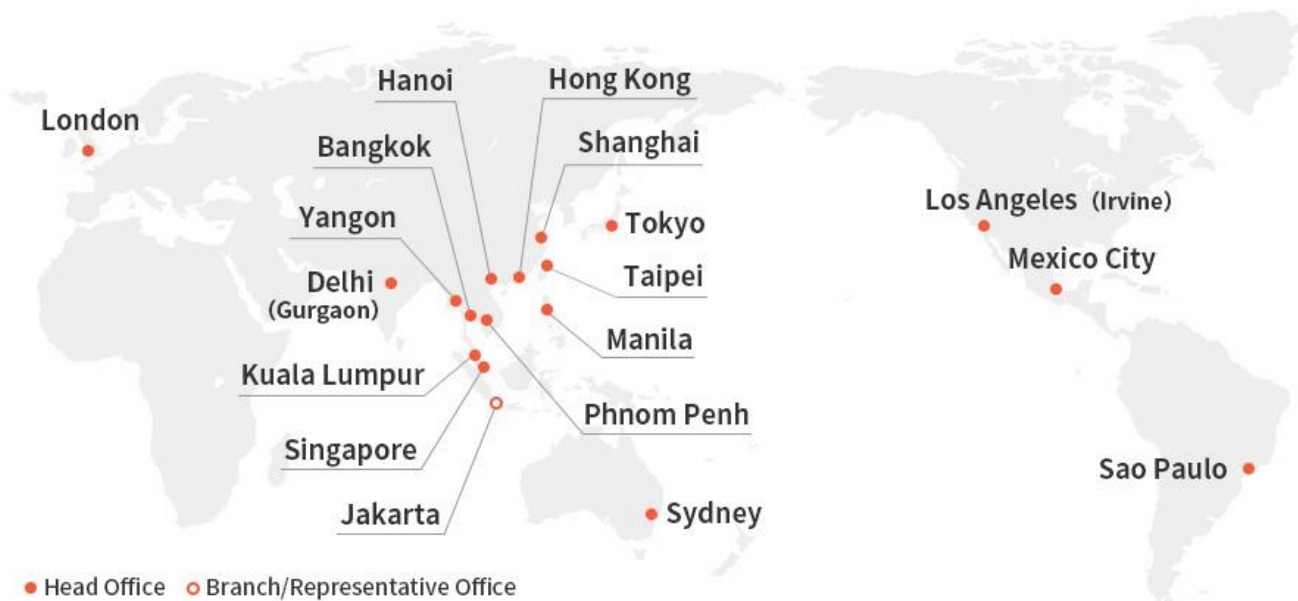 Hanoi
Hong Kong
London
Shanghai
Bangkok
Los Angeles (Irvine)
Yangon
Tokyo
Mexico City
Delhi
(Gurgaon)
Taipei
Manila
Kuala Lumpur
Phnom Penh
Singapore
Sao Paulo
Jakarta
Sydney
Head Office
Branch/Representative Office